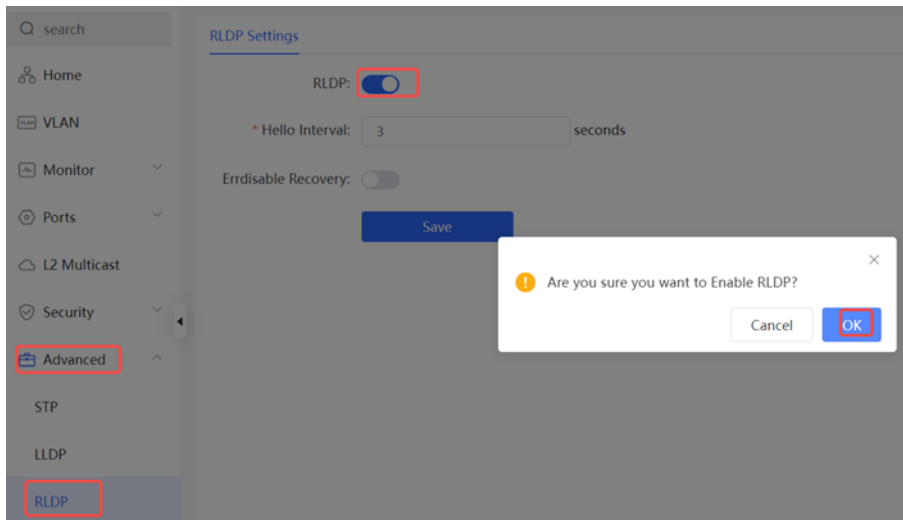 search
Home
VLAN
VLAN
Monitor
Ports
L2 Multicast
Security
Advanced
STP
LLDP
RLDP
RLDP Settings
RLDP:
* Hello Interval: 3 seconds
Errdisable Recovery:
Save
! Are you sure you want to Enable RLDP?
Cancel OK